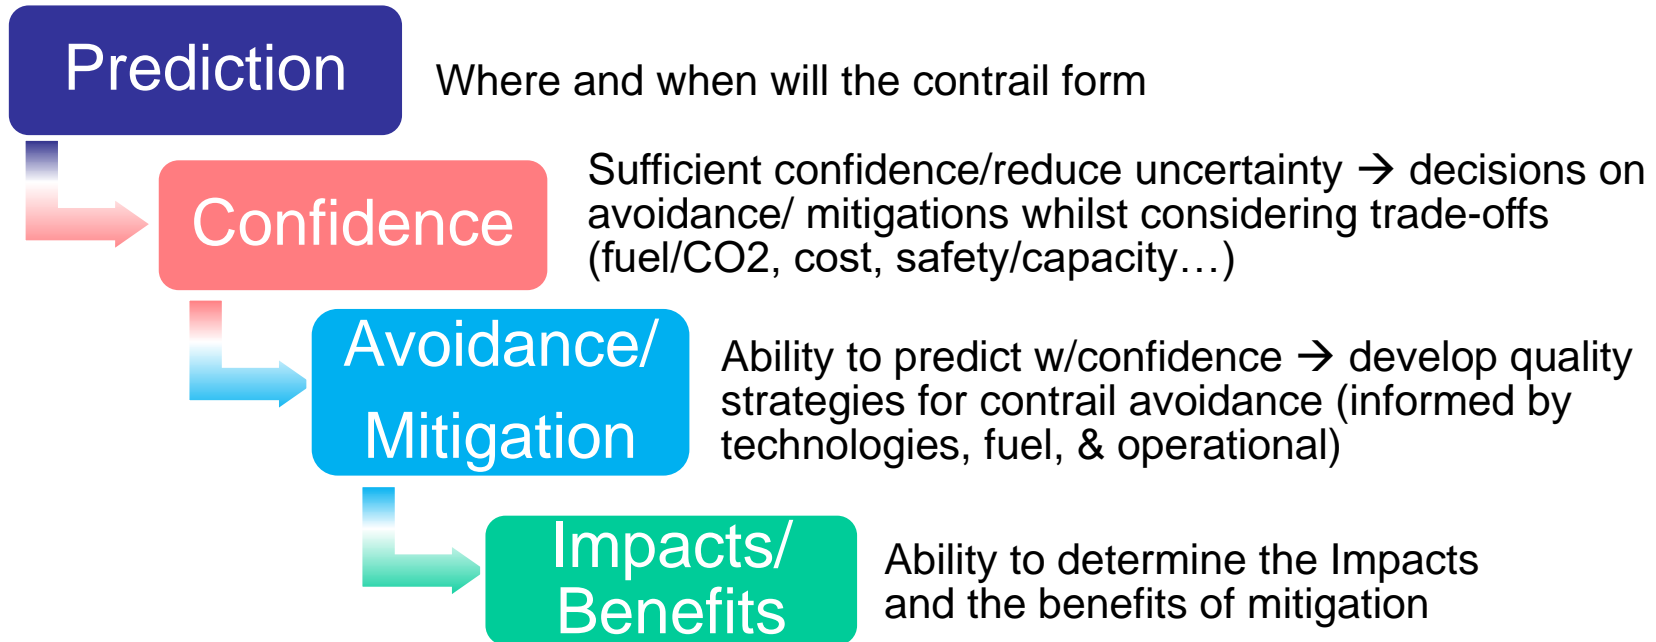 Prediction
Where and when will the contrail form
Confidence
Sufficient confidence/reduce uncertainty → decisions on
avoidance/ mitigations whilst considering trade-offs
(fuel/CO2, cost, safety/capacity…)
Avoidance/
Mitigation
Ability to predict w/confidence → develop quality
strategies for contrail avoidance (informed by
technologies, fuel, & operational)
Impacts/
Benefits
Ability to determine the Impacts
and the benefits of mitigation